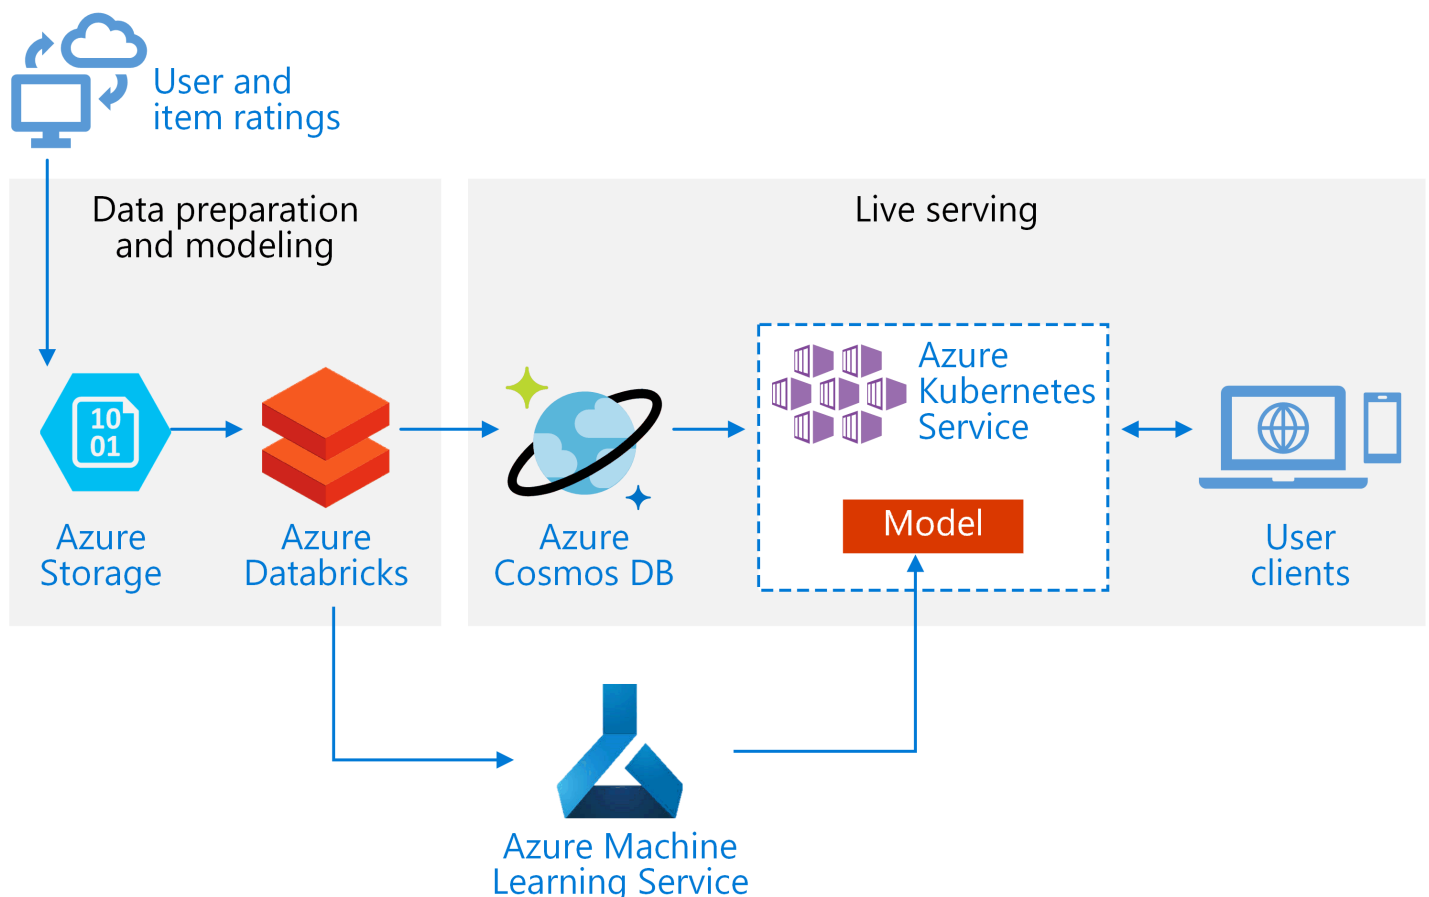 User and
item ratings
Data preparation
and modeling
Live serving
10
01
Azure
Storage
Azure
Databricks
Azure
Cosmos DB
Azure
Kubernetes
Service
Model
User
clients
Azure Machine
Learning Service